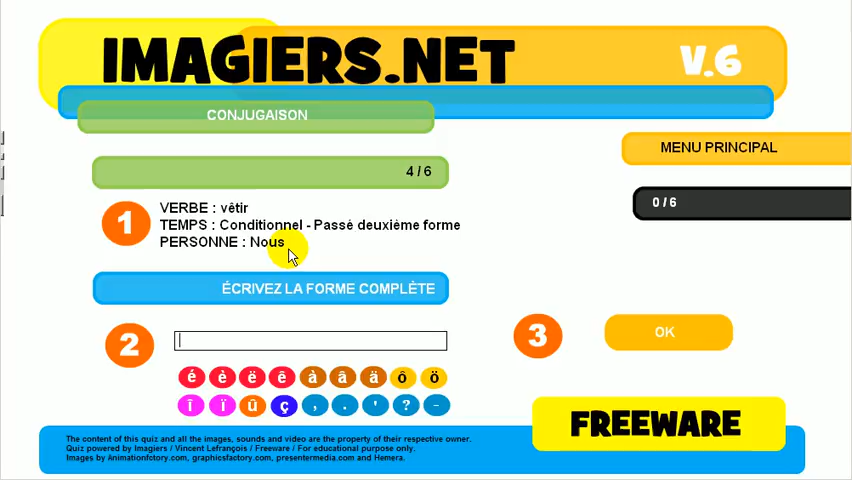 IMAGIERS.NET
V.6
CONJUGAISON
MENU PRINCIPAL
4 / 6
0 / 6
1
VERBE : vêtir
TEMPS : Conditionnel - Passé deuxième forme
PERSONNE : Nous
ÉCRIVEZ LA FORME COMPLÈTE
2
3
OK
é è ë ê à â ä ô ö
î ï û ç , . ' ? -
FREEWARE
The content of this quiz and all the images, sounds and video are the property of their respective owner.
Quiz powered by Imagiers / Vincent Lefrançois / Freeware / For educational purpose only.
Images by Animationfctory.com, graphicsfactory.com, presentermedia.com and Hemera.